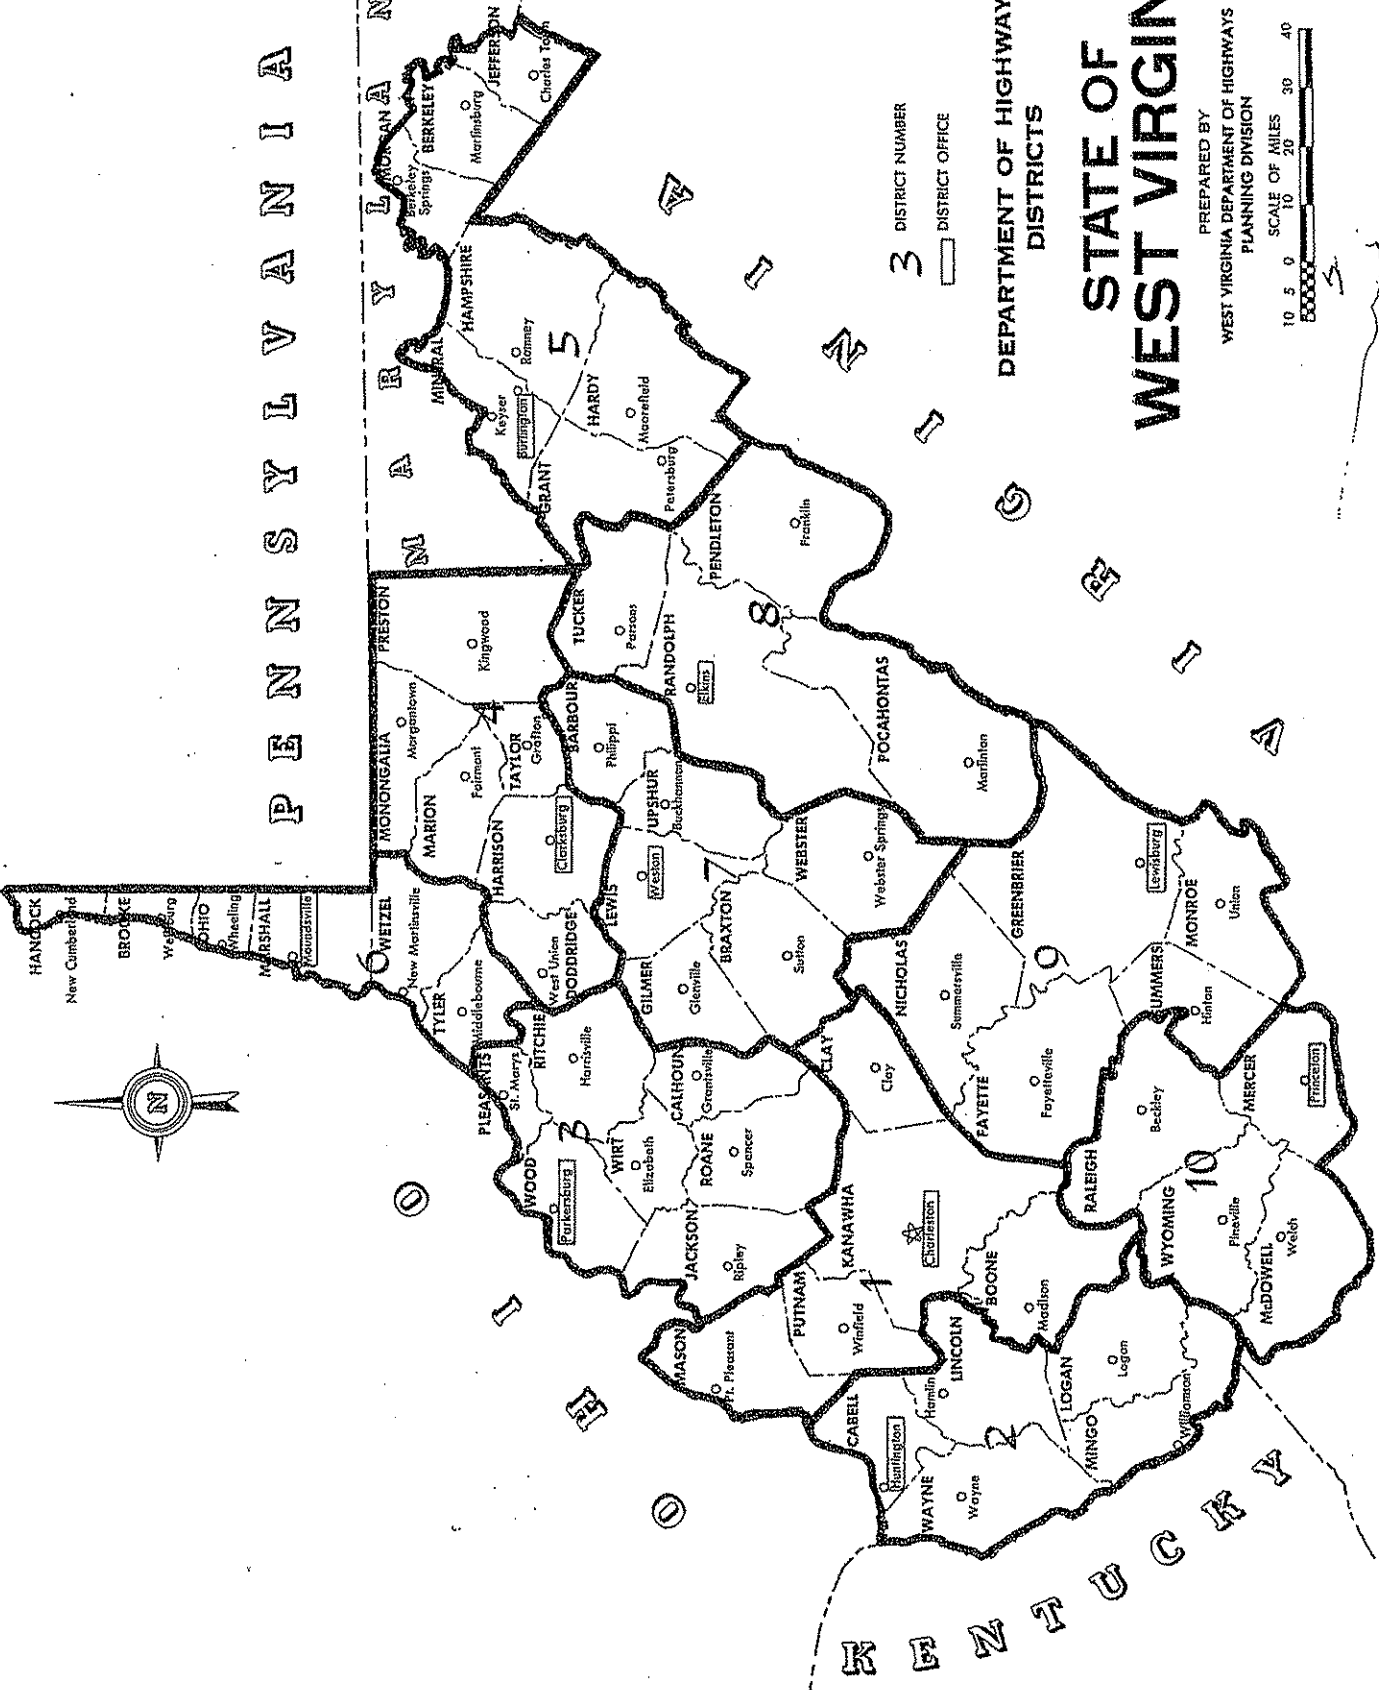 PENNSYLVANIA
MARYLAN
OHIO
KENTUCKY
VIRGINIA
N
HANCOCK
New Cumberland
BROOKE
Wellsburg
OHIO
Wheeling
MARSHALL
Moundsville
6
WETZEL
New Martinsville
TYLER
Middlebourne
PLEASANTS
St. Marys
RITCHIE
Harrisville
WOOD
Parkersburg
3
WIRT
Elizabeth
CALHOUN
Grantsville
ROANE
Spencer
JACKSON
Ripley
MONONGALIA
Morgantown
PRESTON
Kingwood
MARION
Fairmont
4
TAYLOR
Grafton
HARRISON
Clarksburg
DODDRIDGE
West Union
BARBOUR
Philippi
UPSHUR
Buckhannon
LEWIS
Weston
7
GILMER
Glenville
BRAXTON
Sutton
WEBSTER
Webster Springs
TUCKER
Parsons
RANDOLPH
Elkins
8
PENDLETON
Franklin
POCAHONTAS
Marlinton
MORGAN
Berkeley
Springs
BERKELEY
Martinsburg
JEFFERSON
Charles Town
HAMPSHIRE
Romney
5
MINERAL
Keyser
Burlington
GRANT
Petersburg
HARDY
Moorefield
MASON
Pt. Pleasant
PUTNAM
Winfield
1
KANAWHA
Charleston
CLAY
Clay
BOONE
Madison
CABELL
Huntington
LINCOLN
Hamlin
2
WAYNE
Wayne
LOGAN
Logan
MINGO
Williamson
NICHOLAS
Summersville
9
GREENBRIER
Lewisburg
FAYETTE
Fayetteville
SUMMERS
Hinton
MONROE
Union
RALEIGH
Beckley
10
WYOMING
Pineville
McDOWELL
Welch
MERCER
Princeton
3 DISTRICT NUMBER
DISTRICT OFFICE
DEPARTMENT OF HIGHWAY
DISTRICTS
STATE OF
WEST VIRGIN
PREPARED BY
WEST VIRGINIA DEPARTMENT OF HIGHWAYS
PLANNING DIVISION
SCALE OF MILES
10 5 0 10 20 30 40